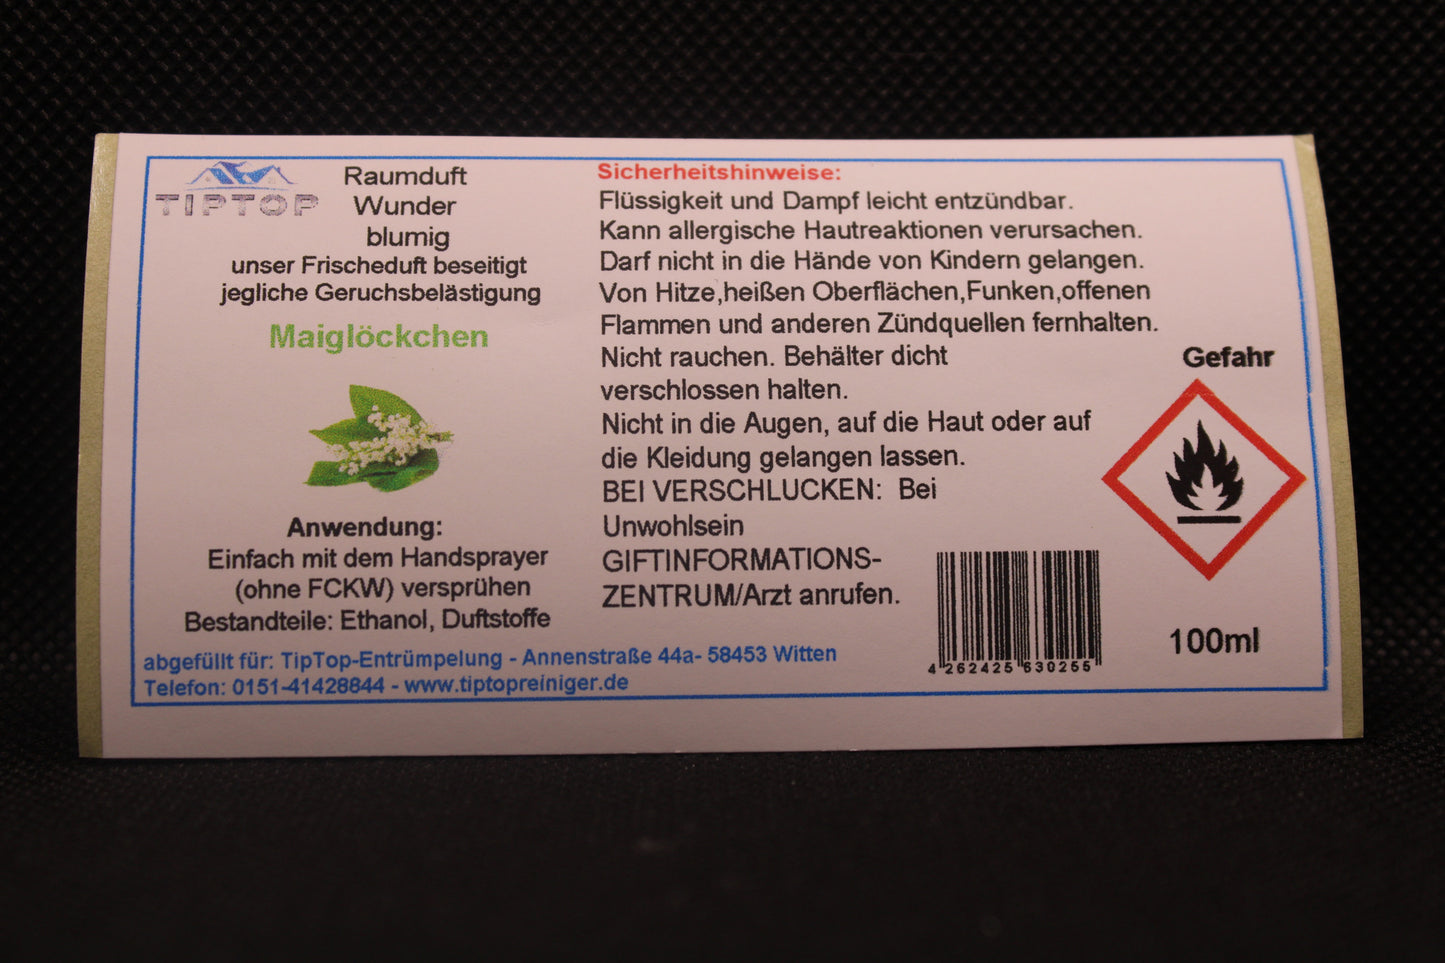 TIPTOP
Raumduft
Wunder
blumig
unser Frischeduft beseitigt
jegliche Geruchsbelästigung
Maiglöckchen
Anwendung:
Einfach mit dem Handsprayer
(ohne FCKW) versprühen
Bestandteile: Ethanol, Duftstoffe
Sicherheitshinweise:
Flüssigkeit und Dampf leicht entzündbar.
Kann allergische Hautreaktionen verursachen.
Darf nicht in die Hände von Kindern gelangen.
Von Hitze,heißen Oberflächen,Funken,offenen
Flammen und anderen Zündquellen fernhalten.
Nicht rauchen. Behälter dicht
verschlossen halten.
Nicht in die Augen, auf die Haut oder auf
die Kleidung gelangen lassen.
BEI VERSCHLUCKEN: Bei
Unwohlsein
GIFTINFORMATIONS-
ZENTRUM/Arzt anrufen.
Gefahr
100ml
4 262425 630255
abgefüllt für: TipTop-Entrümpelung - Annenstraße 44a- 58453 Witten
Telefon: 0151-41428844 - www.tiptopreiniger.de